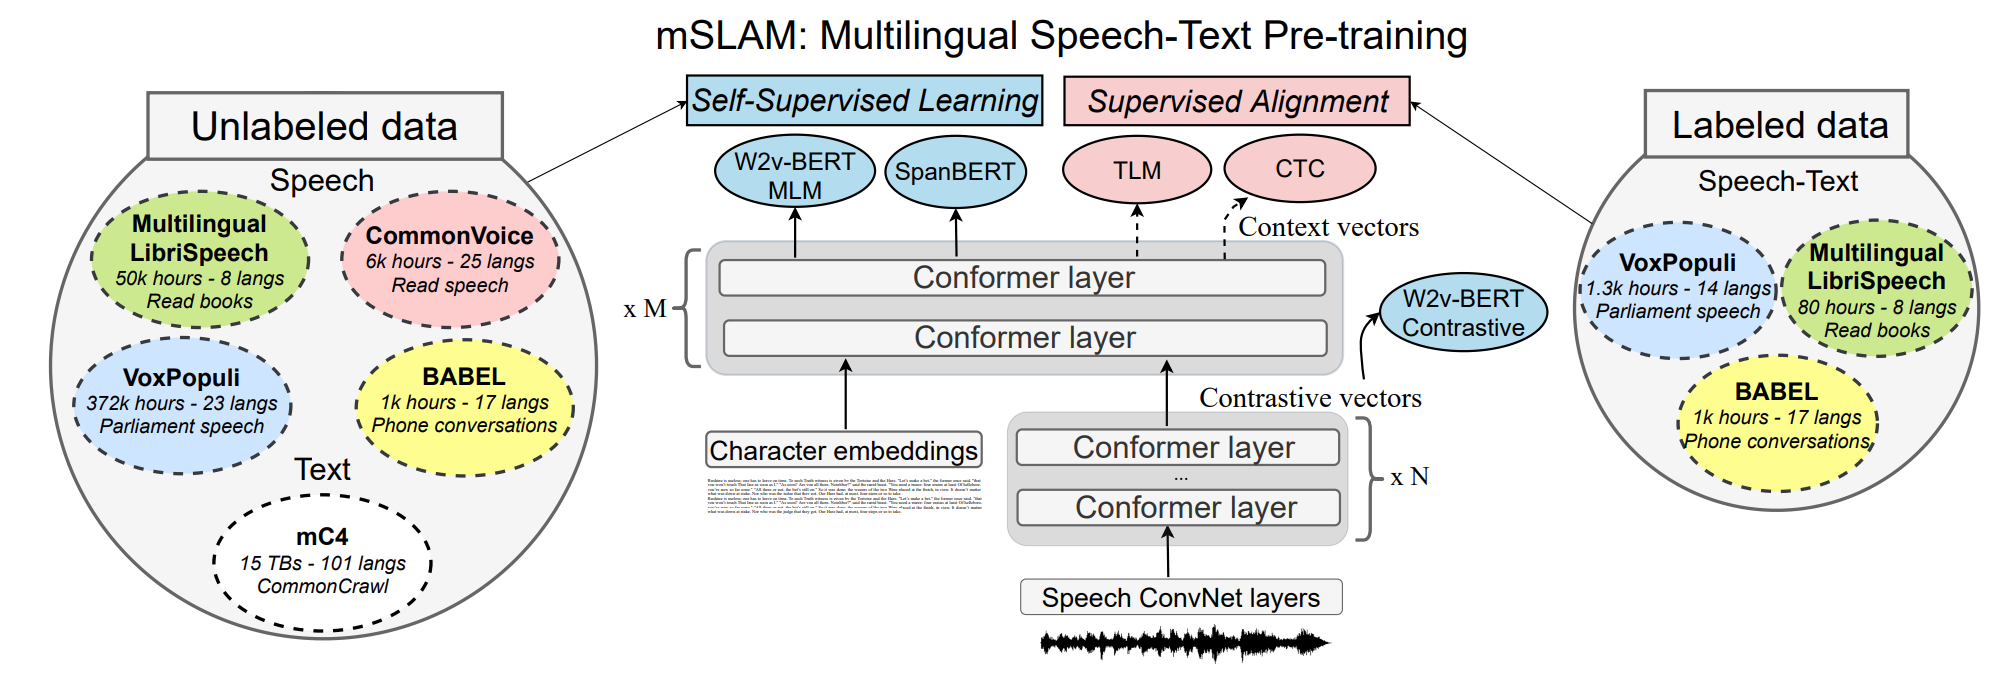 mSLAM: Multilingual Speech-Text Pre-training
Unlabeled data
Speech
Multilingual
LibriSpeech
50k hours - 8 langs
Read books
CommonVoice
6k hours - 25 langs
Read speech
VoxPopuli
372k hours - 23 langs
Parliament speech
BABEL
1k hours - 17 langs
Phone conversations
Text
mC4
15 TBs - 101 langs
CommonCrawl
Self-Supervised Learning
Supervised Alignment
W2v-BERT
MLM
SpanBERT
TLM
CTC
Context vectors
x M
Conformer layer
Conformer layer
W2v-BERT
Contrastive
Contrastive vectors
Character embeddings
Conformer layer
...
Conformer layer
x N
Speech ConvNet layers
Labeled data
Speech-Text
VoxPopuli
1.3k hours - 14 langs
Parliament speech
Multilingual
LibriSpeech
80 hours - 8 langs
Read books
BABEL
1k hours - 17 langs
Phone conversations